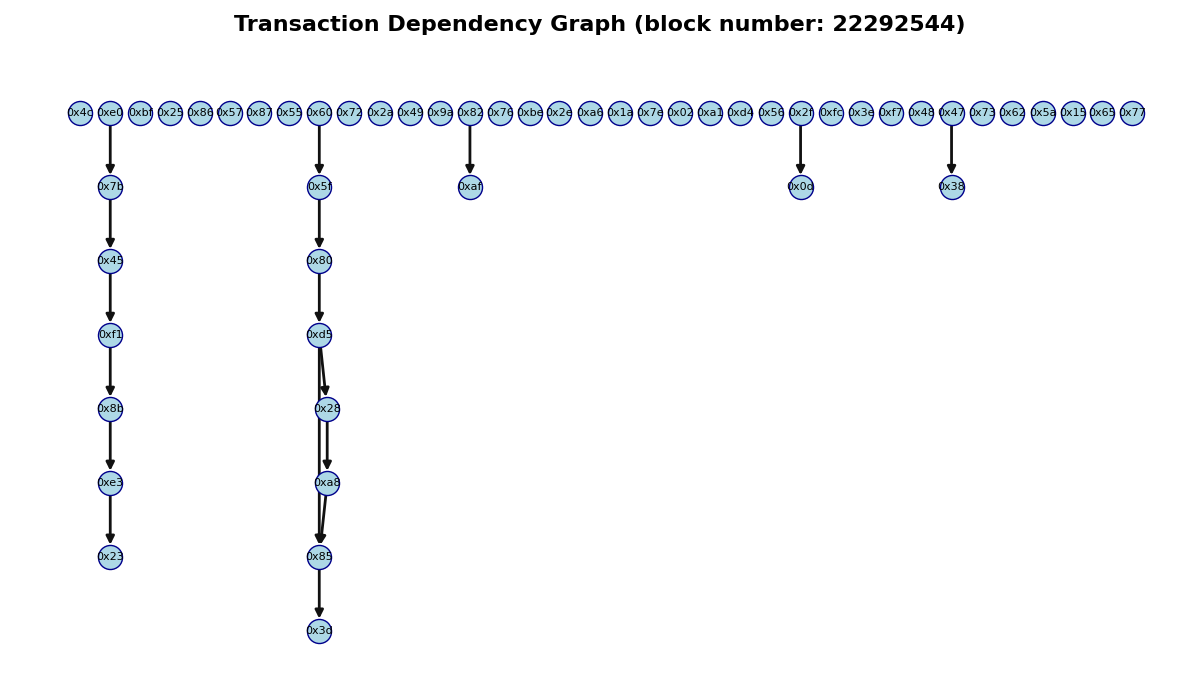 Transaction Dependency Graph (block number: 22292544)
0x4c 0xe0 0xbf 0x25 0x86 0x57 0x87 0x55 0x60 0x72 0x2a 0x49 0x9a 0x82 0x76 0xbe 0x2e 0xa6 0x1a 0x7e 0x02 0xa1 0xd4 0x56 0x2f 0xfc 0x3e 0xf7 0x48 0x47 0x73 0x62 0x5a 0x15 0x65 0x77
0x7b 0x5f 0xaf 0x38
0x45 0x80
0xf1 0xd5
0x8b 0x28
0xe3 0xa8
0x23 0x85